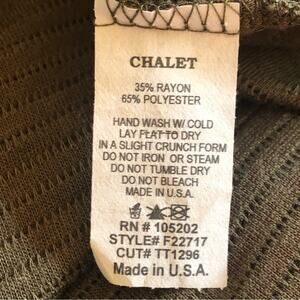 CHALET
35% RAYON
65% POLYESTER
HAND WASH W/ COLD
LAY FLAT TO DRY
IN A SLIGHT CRUNCH FORM
DO NOT IRON OR STEAM
DO NOT TUMBLE DRY
DO NOT BLEACH
MADE IN U.S.A.
RN # 105202
STYLE# F22717
CUT# TT1296
Made in U.S.A.